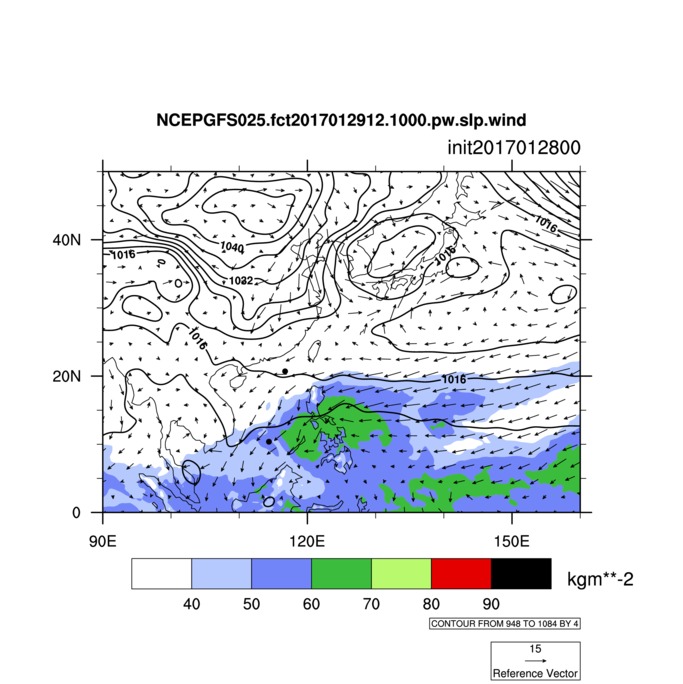 NCEPGFS025.fct2017012912.1000.pw.slp.wind
init2017012800
1016
40N
1040
1016
1016
0
1032
1016
20N
1016
0
90E
120E
150E
kgm**-2
40
50
60
70
80
90
CONTOUR FROM 948 TO 1084 BY 4
15
Reference Vector